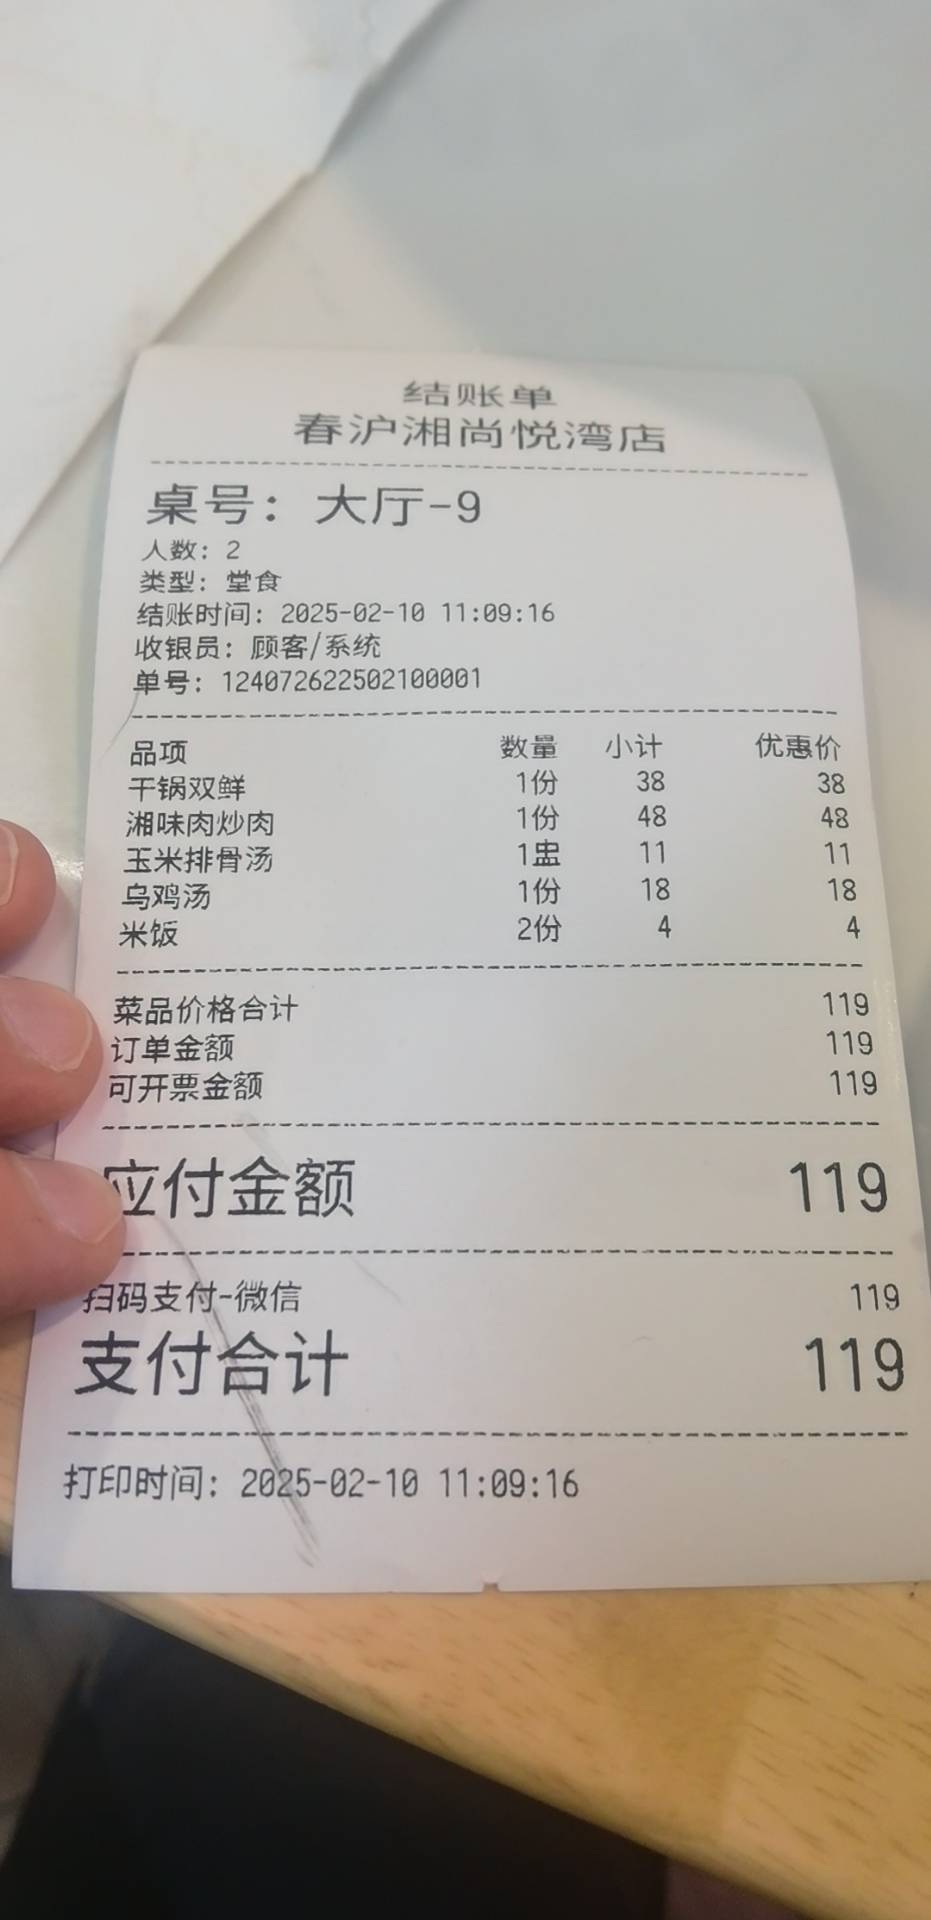 结账单
春沪湘尚悦湾店
桌号：大厅-9
人数：2
类型：堂食
结账时间：2025-02-10 11:09:16
收银员：顾客/系统
单号：124072622502100001
品项 数量 小计 优惠价
干锅双鲜 1份 38 38
湘味肉炒肉 1份 48 48
玉米排骨汤 1盅 11 11
乌鸡汤 1份 18 18
米饭 2份 4 4
菜品价格合计 119
订单金额 119
可开票金额 119
应付金额 119
扫码支付-微信 119
支付合计 119
打印时间：2025-02-10 11:09:16